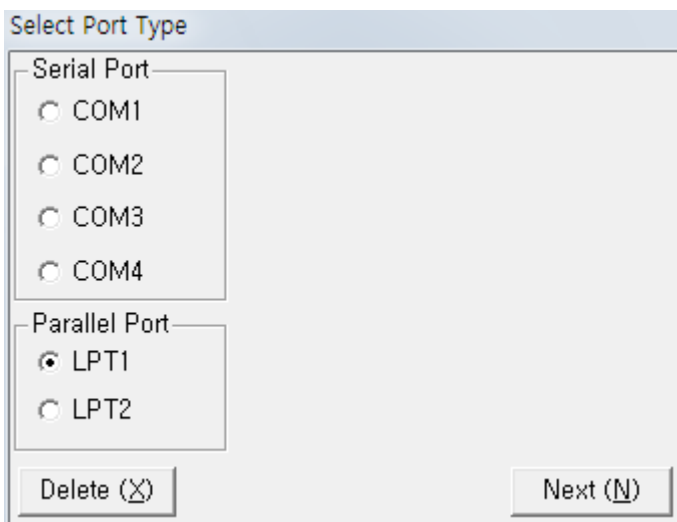 Select Port Type
Serial Port
COM1
COM2
COM3
COM4
Parallel Port
LPT1
LPT2
Delete (X)
Next (N)